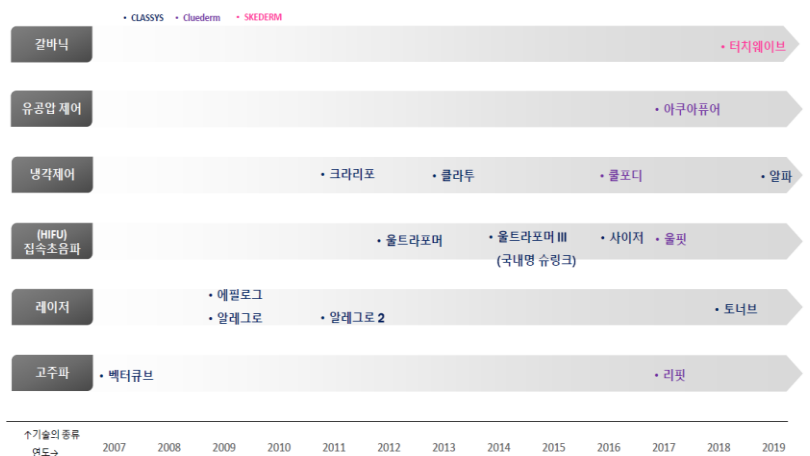 • CLASSYS • Cluederm • SKEDERM
갈바닉
• 터치웨이브
유공압 제어
• 아쿠아퓨어
냉각제어
• 크라리포 • 클라투 • 쿨포디 • 알파
(HIFU)
집속초음파
• 울트라포머 • 울트라포머 III • 사이저 • 울핏
(국내명 슈링크)
레이저
• 에필로그
• 알레그로 • 알레그로 2 • 토너브
고주파
• 벡터큐브 • 리핏
↑기술의 종류
연도→
2007 2008 2009 2010 2011 2012 2013 2014 2015 2016 2017 2018 2019